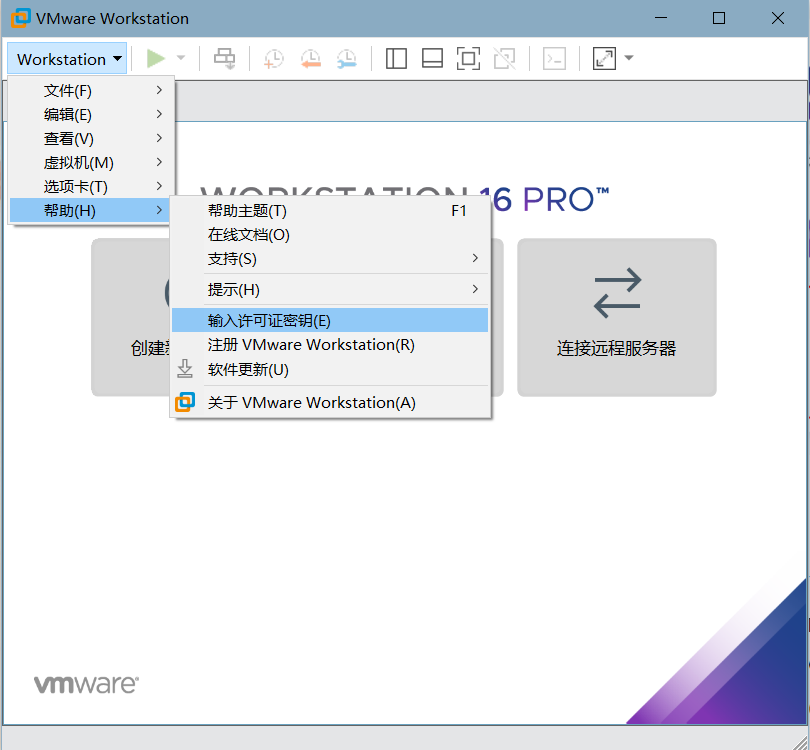 VMware Workstation
Workstation
文件(F)
编辑(E)
查看(V)
虚拟机(M)
选项卡(T)
帮助(H)
WORKSTATION 16 PRO™
帮助主题(T) F1
在线文档(O)
支持(S)
提示(H)
输入许可证密钥(E)
注册 VMware Workstation(R)
软件更新(U)
关于 VMware Workstation(A)
创建
连接远程服务器
vmware®